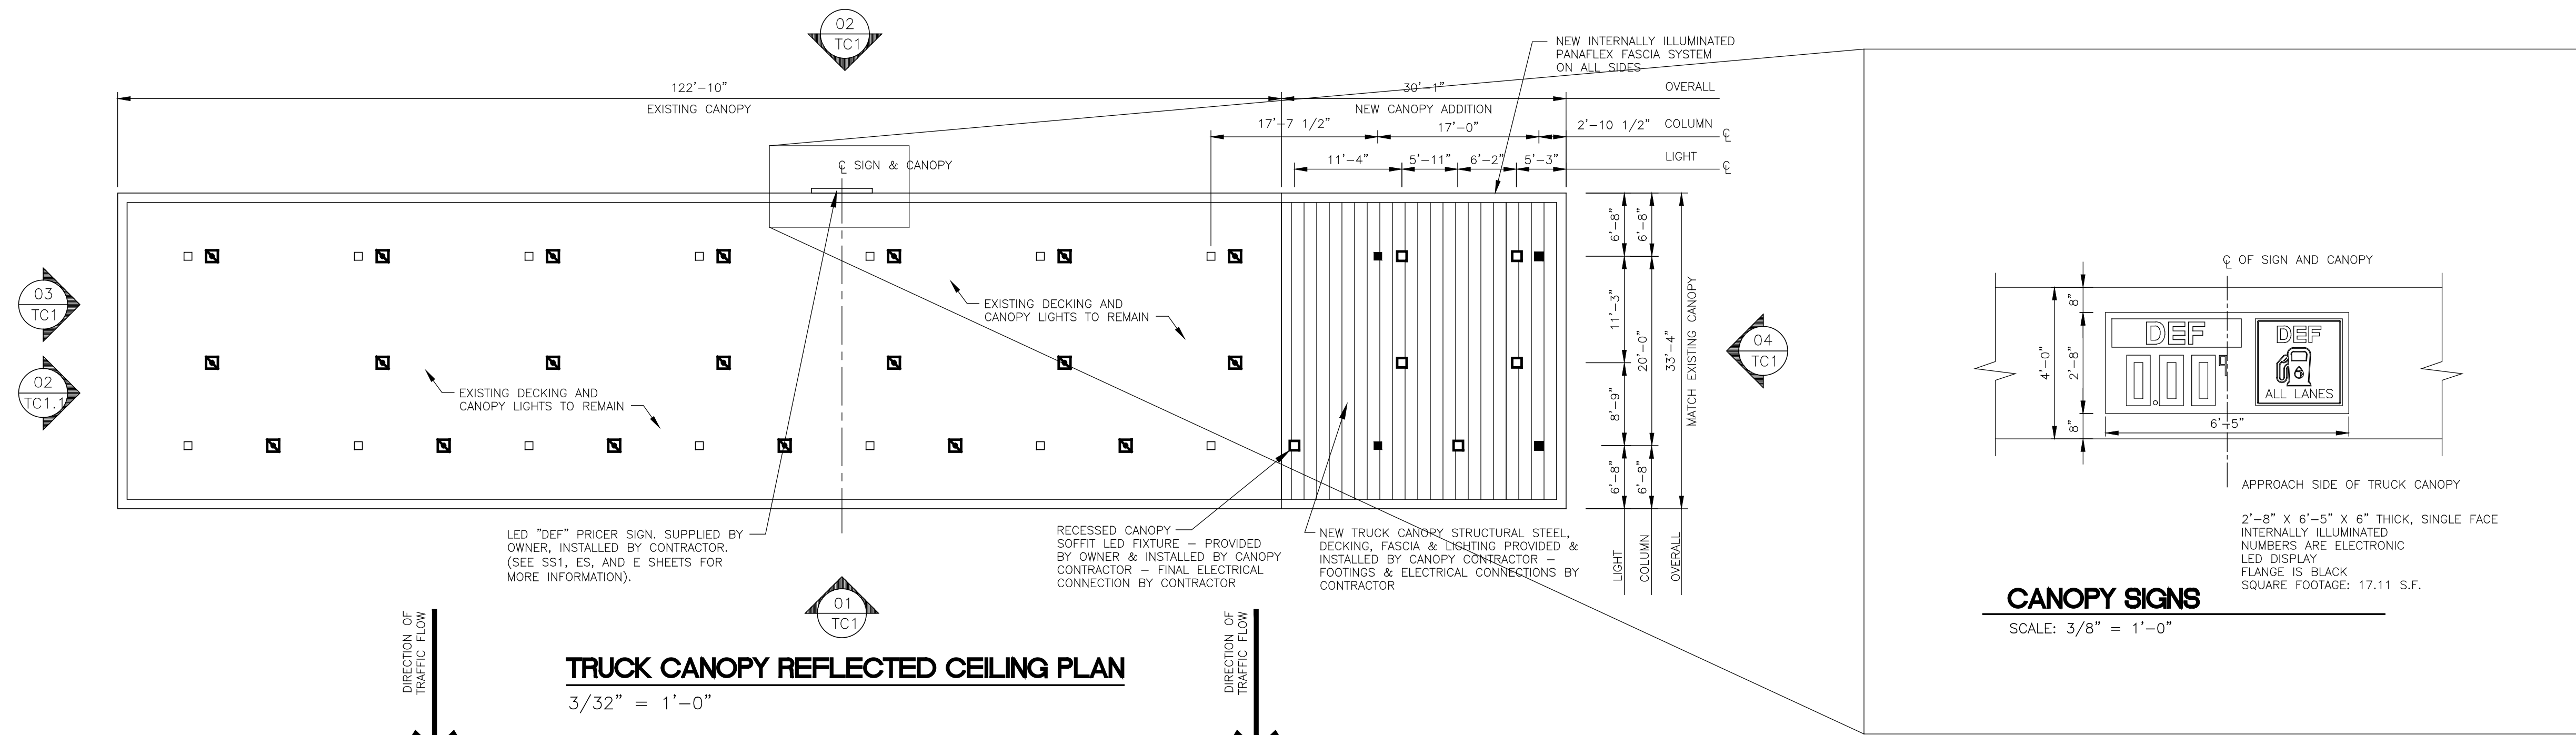 02
TC1
NEW INTERNALLY ILLUMINATED
PANAFLEX FASCIA SYSTEM
ON ALL SIDES
122'-10"
EXISTING CANOPY
30'-1"
NEW CANOPY ADDITION
OVERALL
17'-7 1/2"
17'-0"
2'-10 1/2"
COLUMN
℄
11'-4"
5'-11"
6'-2"
5'-3"
LIGHT
℄
℄ SIGN & CANOPY
03
TC1
02
TC1.1
EXISTING DECKING AND
CANOPY LIGHTS TO REMAIN
EXISTING DECKING AND
CANOPY LIGHTS TO REMAIN
6'-8"
11'-3"
8'-9"
6'-8"
LIGHT
6'-8"
20'-0"
6'-8"
COLUMN
33'-4"
OVERALL
MATCH EXISTING CANOPY
04
TC1
LED "DEF" PRICER SIGN. SUPPLIED BY
OWNER, INSTALLED BY CONTRACTOR.
(SEE SS1, ES, AND E SHEETS FOR
MORE INFORMATION).
RECESSED CANOPY
SOFFIT LED FIXTURE – PROVIDED
BY OWNER & INSTALLED BY CANOPY
CONTRACTOR – FINAL ELECTRICAL
CONNECTION BY CONTRACTOR
NEW TRUCK CANOPY STRUCTURAL STEEL,
DECKING, FASCIA & LIGHTING PROVIDED &
INSTALLED BY CANOPY CONTRACTOR –
FOOTINGS & ELECTRICAL CONNECTIONS BY
CONTRACTOR
01
TC1
DIRECTION OF
TRAFFIC FLOW
DIRECTION OF
TRAFFIC FLOW
TRUCK CANOPY REFLECTED CEILING PLAN
3/32" = 1'-0"
℄ OF SIGN AND CANOPY
4'-0"
8"
2'-8"
8"
DEF
0.00 9
DEF
ALL LANES
6'-5"
APPROACH SIDE OF TRUCK CANOPY
2'-8" X 6'-5" X 6" THICK, SINGLE FACE
INTERNALLY ILLUMINATED
NUMBERS ARE ELECTRONIC
LED DISPLAY
FLANGE IS BLACK
SQUARE FOOTAGE: 17.11 S.F.
CANOPY SIGNS
SCALE: 3/8" = 1'-0"